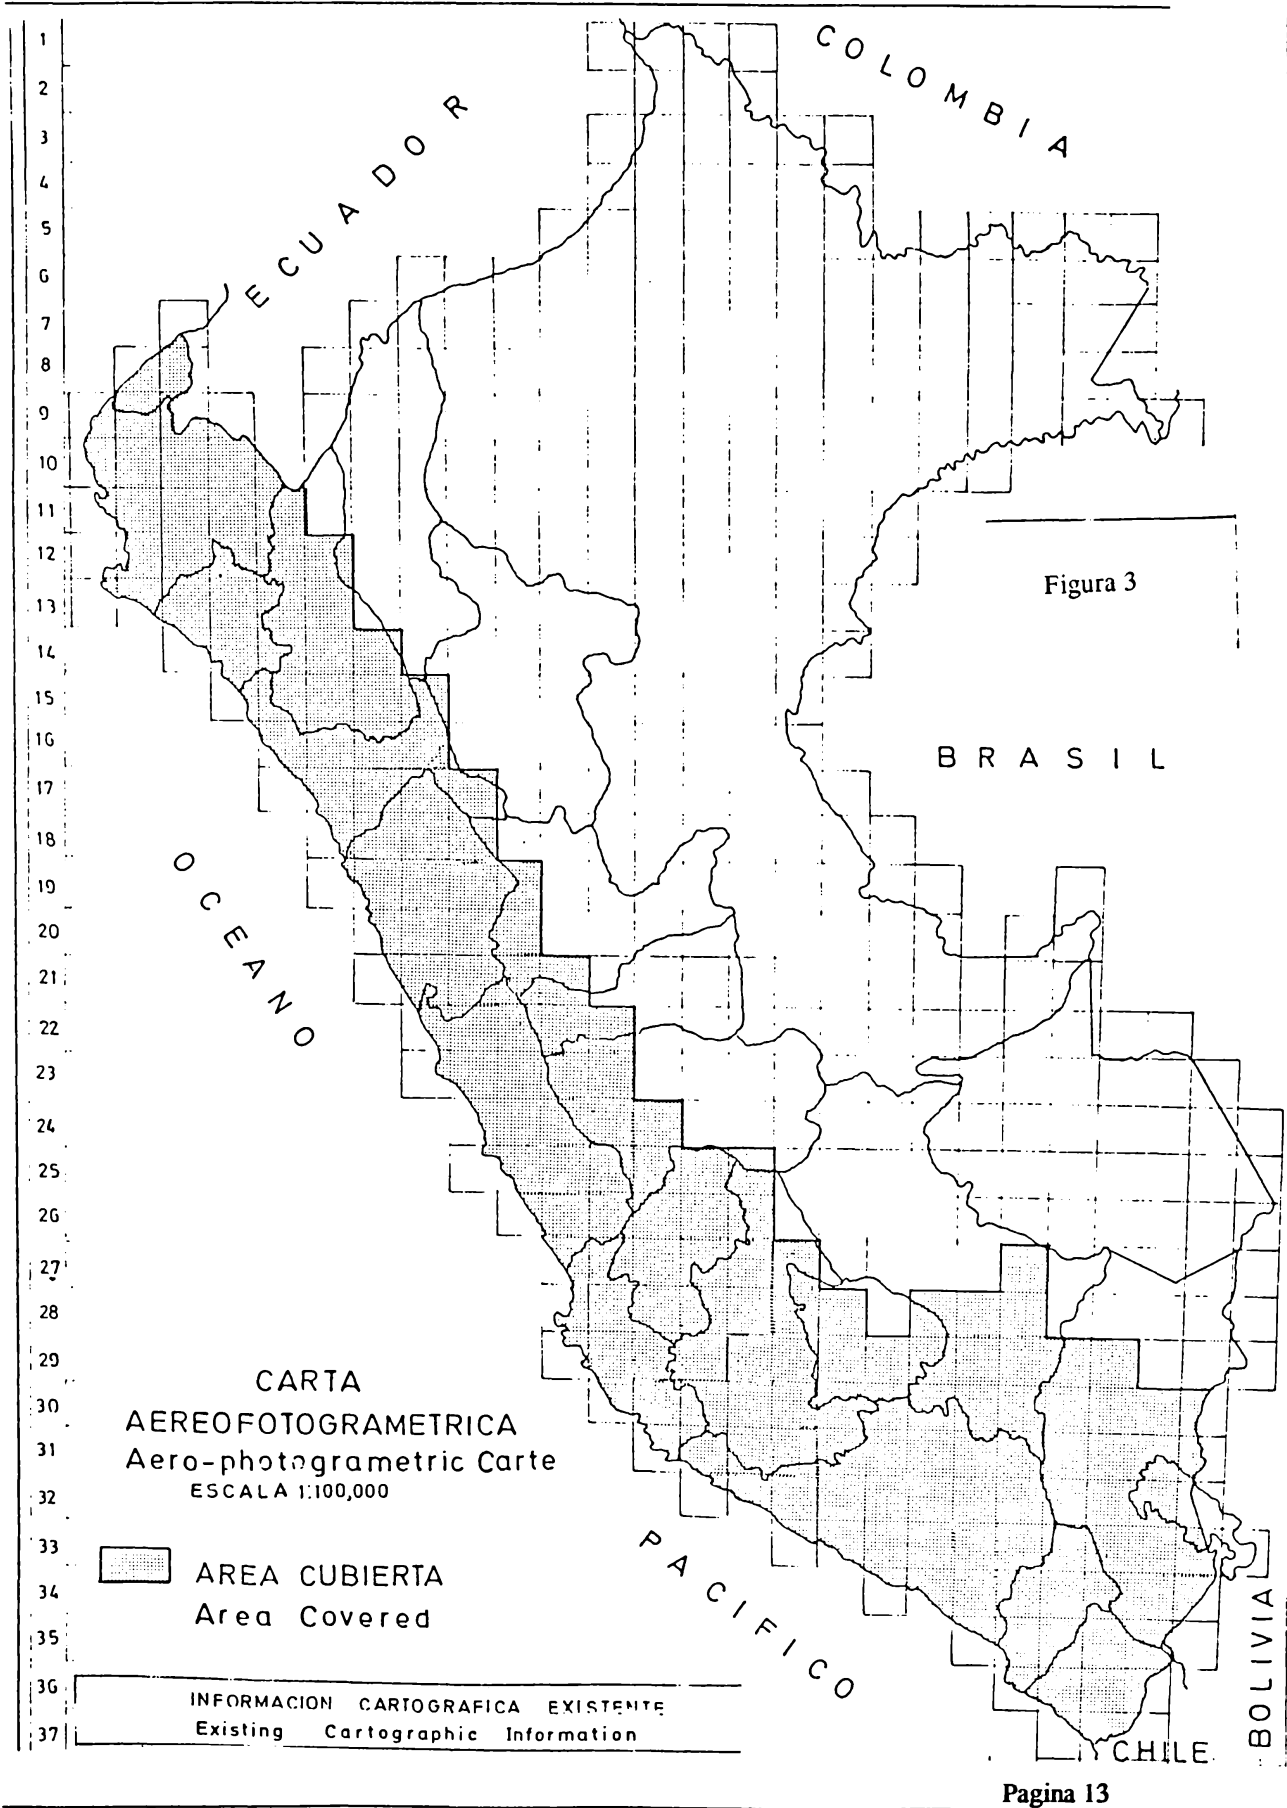 1
2
3
4
5
6
7
8
9
10
11
12
13
14
15
16
17
18
19
20
21
22
23
24
25
26
27
28
29
30
31
32
33
34
35
36
37
COLOMBIA
ECUADOR
Figura 3
BRASIL
OCEANO
PACIFICO
CARTA
AEREOFOTOGRAMETRICA
Aero-photogrametric Carte
ESCALA 1:100,000
AREA CUBIERTA
Area Covered
INFORMACION CARTOGRAFICA EXISTENTE
Existing Cartographic Information
BOLIVIA
CHILE
Pagina 13